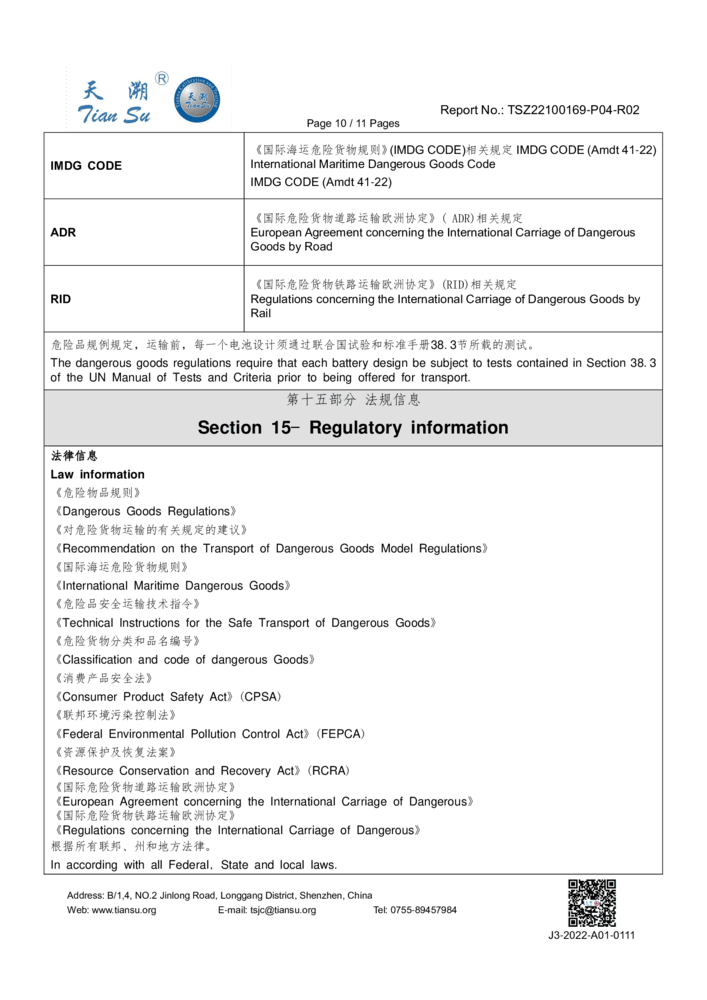 天 溯 ®
Tian Su
天溯
Report No.: TSZ22100169-P04-R02
Page 10 / 11 Pages
IMDG CODE
《国际海运危险货物规则》(IMDG CODE)相关规定 IMDG CODE (Amdt 41-22)
International Maritime Dangerous Goods Code
IMDG CODE (Amdt 41-22)
ADR
《国际危险货物道路运输欧洲协定》( ADR)相关规定
European Agreement concerning the International Carriage of Dangerous
Goods by Road
RID
《国际危险货物铁路运输欧洲协定》(RID)相关规定
Regulations concerning the International Carriage of Dangerous Goods by
Rail
危险品规例规定，运输前，每一个电池设计须通过联合国试验和标准手册38.3节所载的测试。
The dangerous goods regulations require that each battery design be subject to tests contained in Section 38.3
of the UN Manual of Tests and Criteria prior to being offered for transport.
第十五部分 法规信息
Section 15- Regulatory information
法律信息
Law information
《危险物品规则》
《Dangerous Goods Regulations》
《对危险货物运输的有关规定的建议》
《Recommendation on the Transport of Dangerous Goods Model Regulations》
《国际海运危险货物规则》
《International Maritime Dangerous Goods》
《危险品安全运输技术指令》
《Technical Instructions for the Safe Transport of Dangerous Goods》
《危险货物分类和品名编号》
《Classification and code of dangerous Goods》
《消费产品安全法》
《Consumer Product Safety Act》(CPSA)
《联邦环境污染控制法》
《Federal Environmental Pollution Control Act》(FEPCA)
《资源保护及恢复法案》
《Resource Conservation and Recovery Act》(RCRA)
《国际危险货物道路运输欧洲协定》
《European Agreement concerning the International Carriage of Dangerous》
《国际危险货物铁路运输欧洲协定》
《Regulations concerning the International Carriage of Dangerous》
根据所有联邦、州和地方法律。
In according with all Federal, State and local laws.
Address: B/1,4, NO.2 Jinlong Road, Longgang District, Shenzhen, China
Web: www.tiansu.org E-mail: tsjc@tiansu.org Tel: 0755-89457984
J3-2022-A01-0111